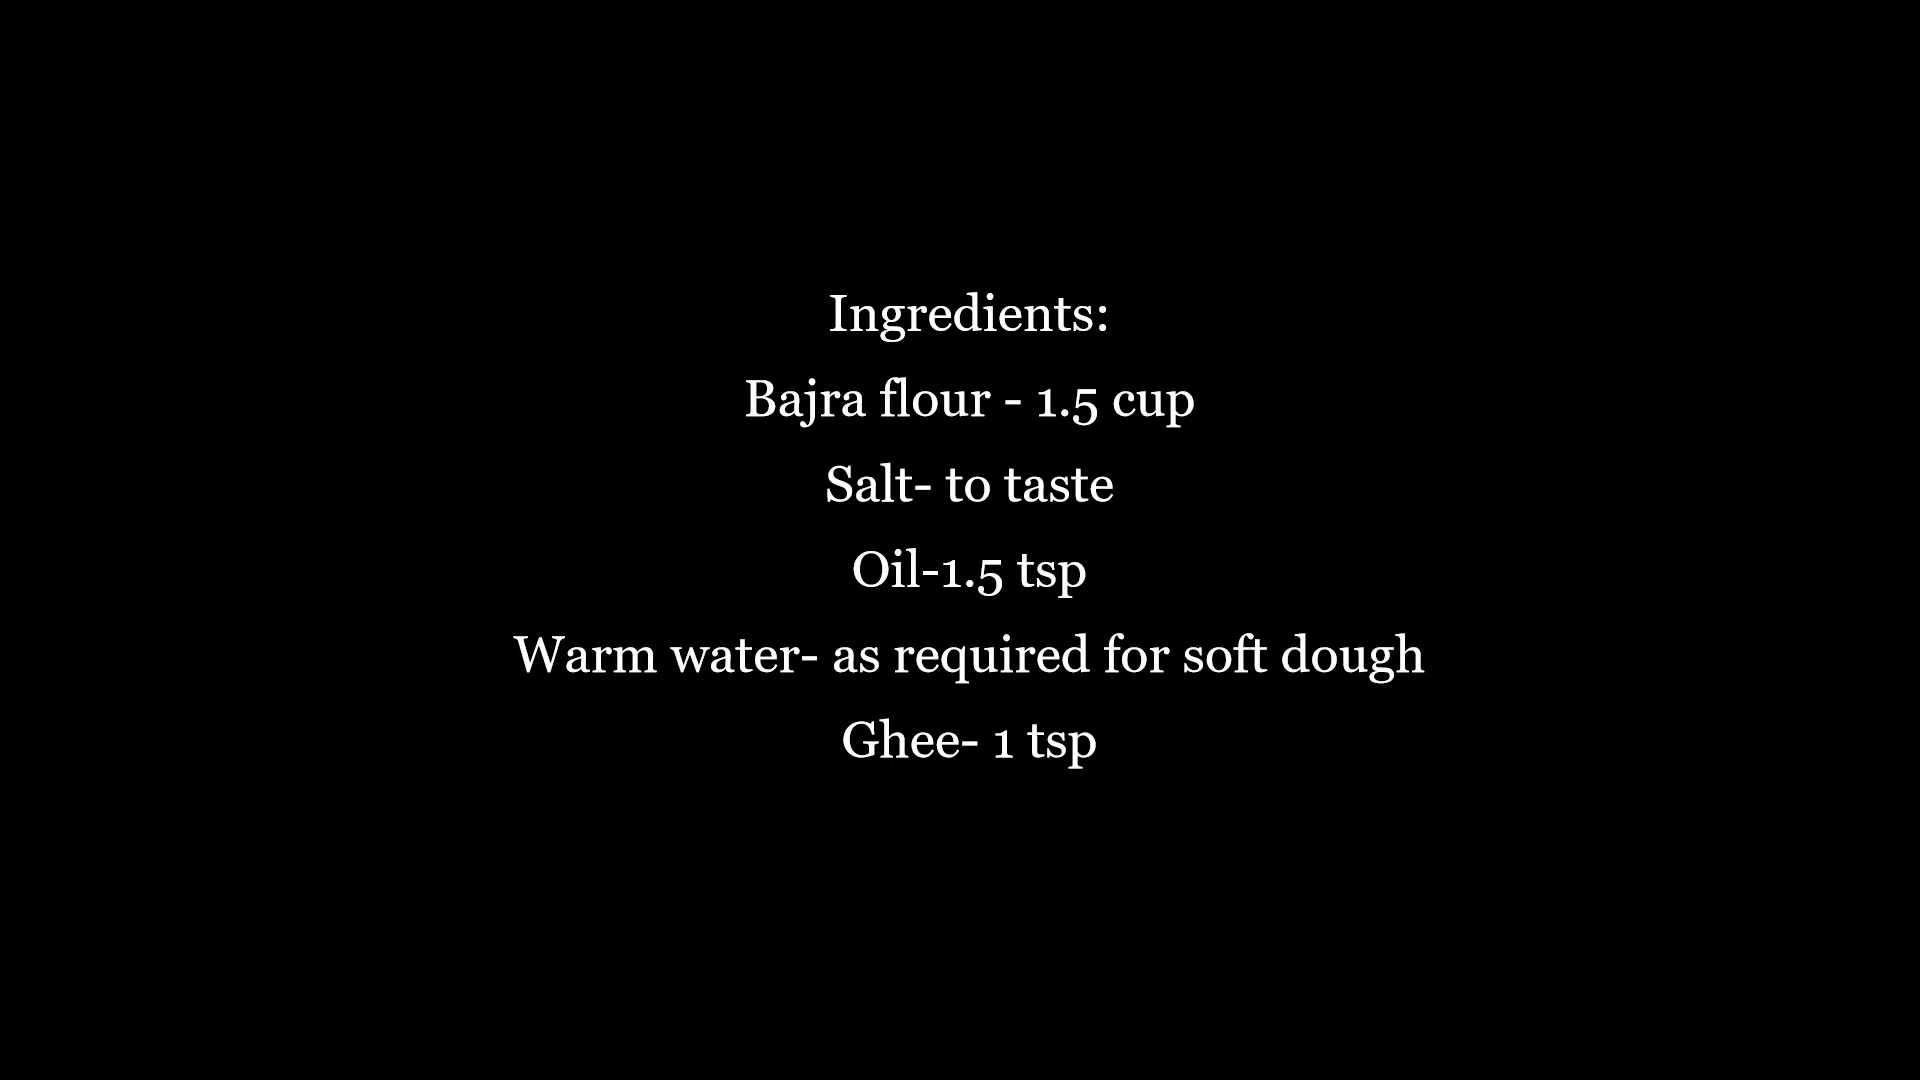 Ingredients:
Bajra flour - 1.5 cup
Salt- to taste
Oil-1.5 tsp
Warm water- as required for soft dough
Ghee- 1 tsp